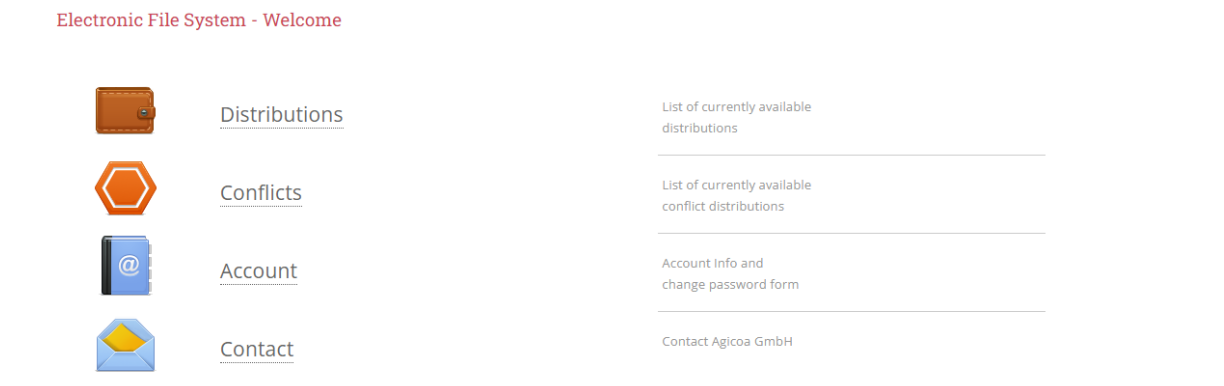 Electronic File System - Welcome
Distributions
List of currently available
distributions
Conflicts
List of currently available
conflict distributions
@
Account
Account Info and
change password form
Contact
Contact Agicoa GmbH